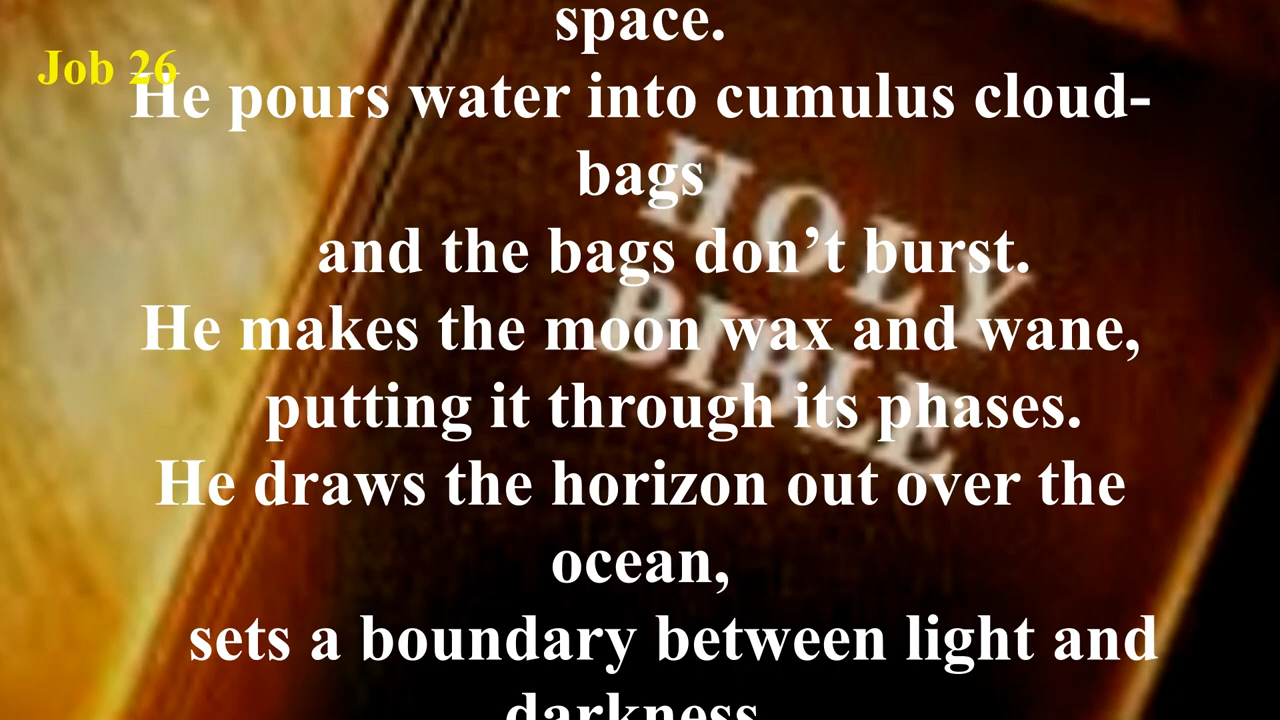 space.
Job 26
He pours water into cumulus cloud-
bags
and the bags don’t burst.
He makes the moon wax and wane,
putting it through its phases.
He draws the horizon out over the
ocean,
sets a boundary between light and
darkness
HOLY
BIBLE